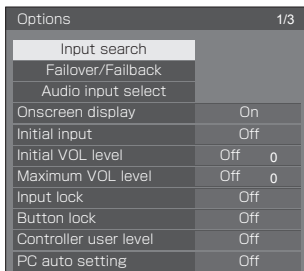 Options 1/3
Input search
Failover/Failback
Audio input select
Onscreen display On
Initial input Off
Initial VOL level Off 0
Maximum VOL level Off 0
Input lock Off
Button lock Off
Controller user level Off
PC auto setting Off